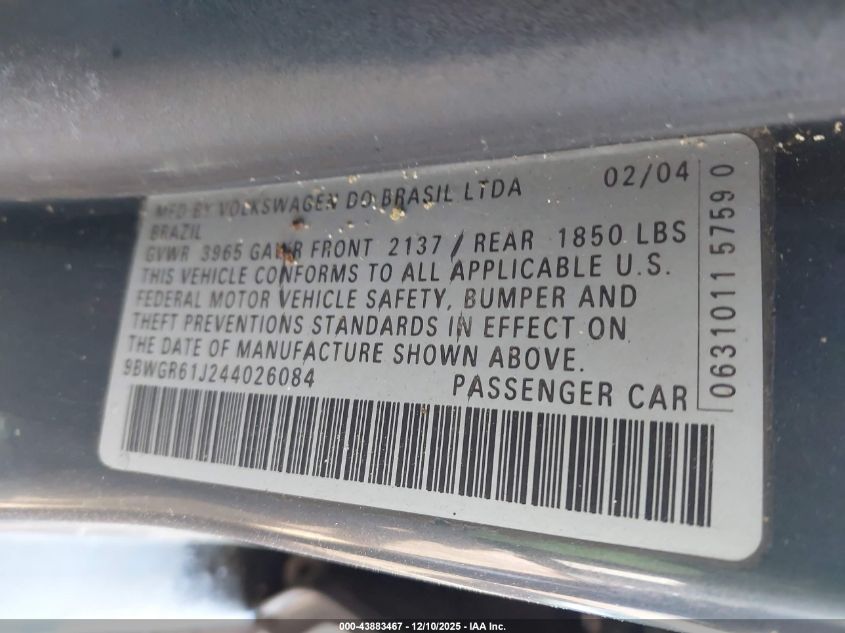 MFD BY VOLKSWAGEN DO BRASIL LTDA 02/04
BRAZIL
GVWR 3965 GAWR FRONT 2137 / REAR 1850 LBS
THIS VEHICLE CONFORMS TO ALL APPLICABLE U.S.
FEDERAL MOTOR VEHICLE SAFETY, BUMPER AND
THEFT PREVENTIONS STANDARDS IN EFFECT ON
THE DATE OF MANUFACTURE SHOWN ABOVE.
9BWGR61J244026084 PASSENGER CAR
0631011 5759 0
000-43883467 - 12/10/2025 - IAA Inc.